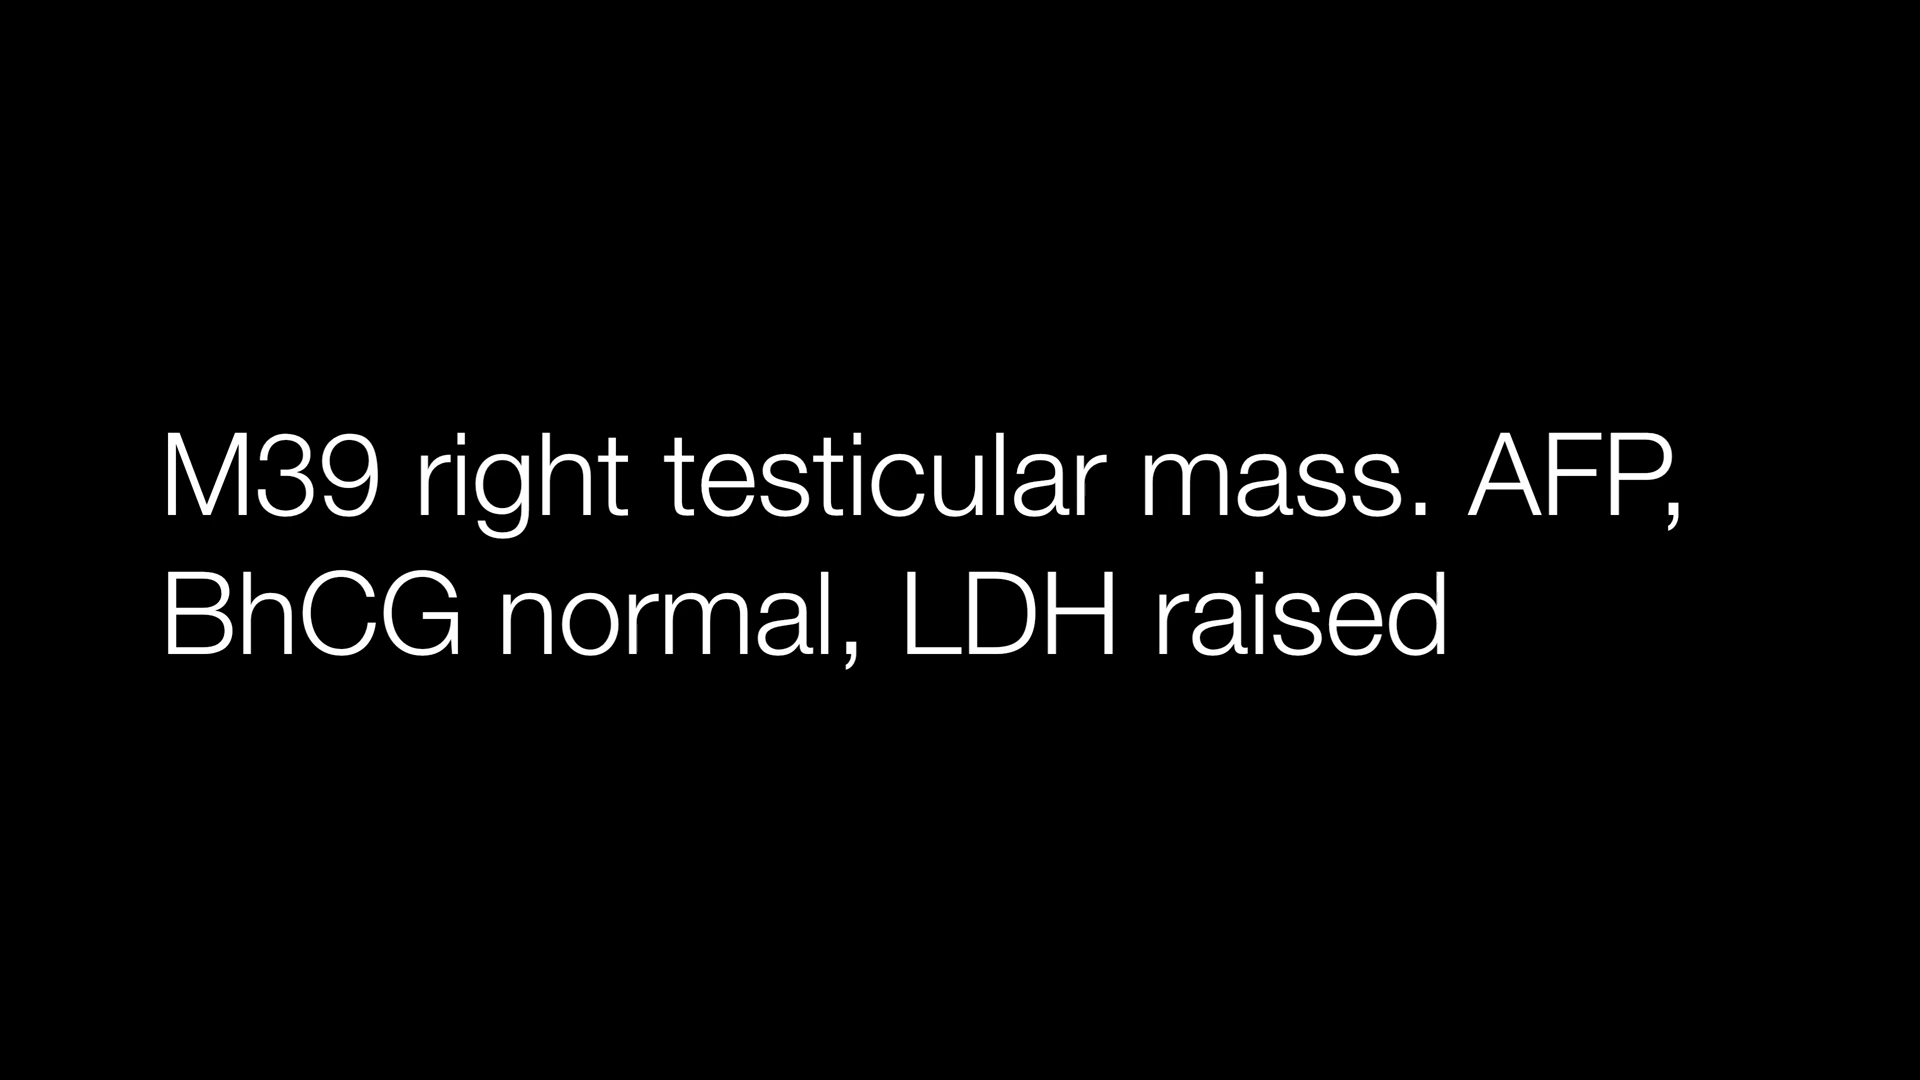 M39 right testicular mass. AFP,
BhCG normal, LDH raised